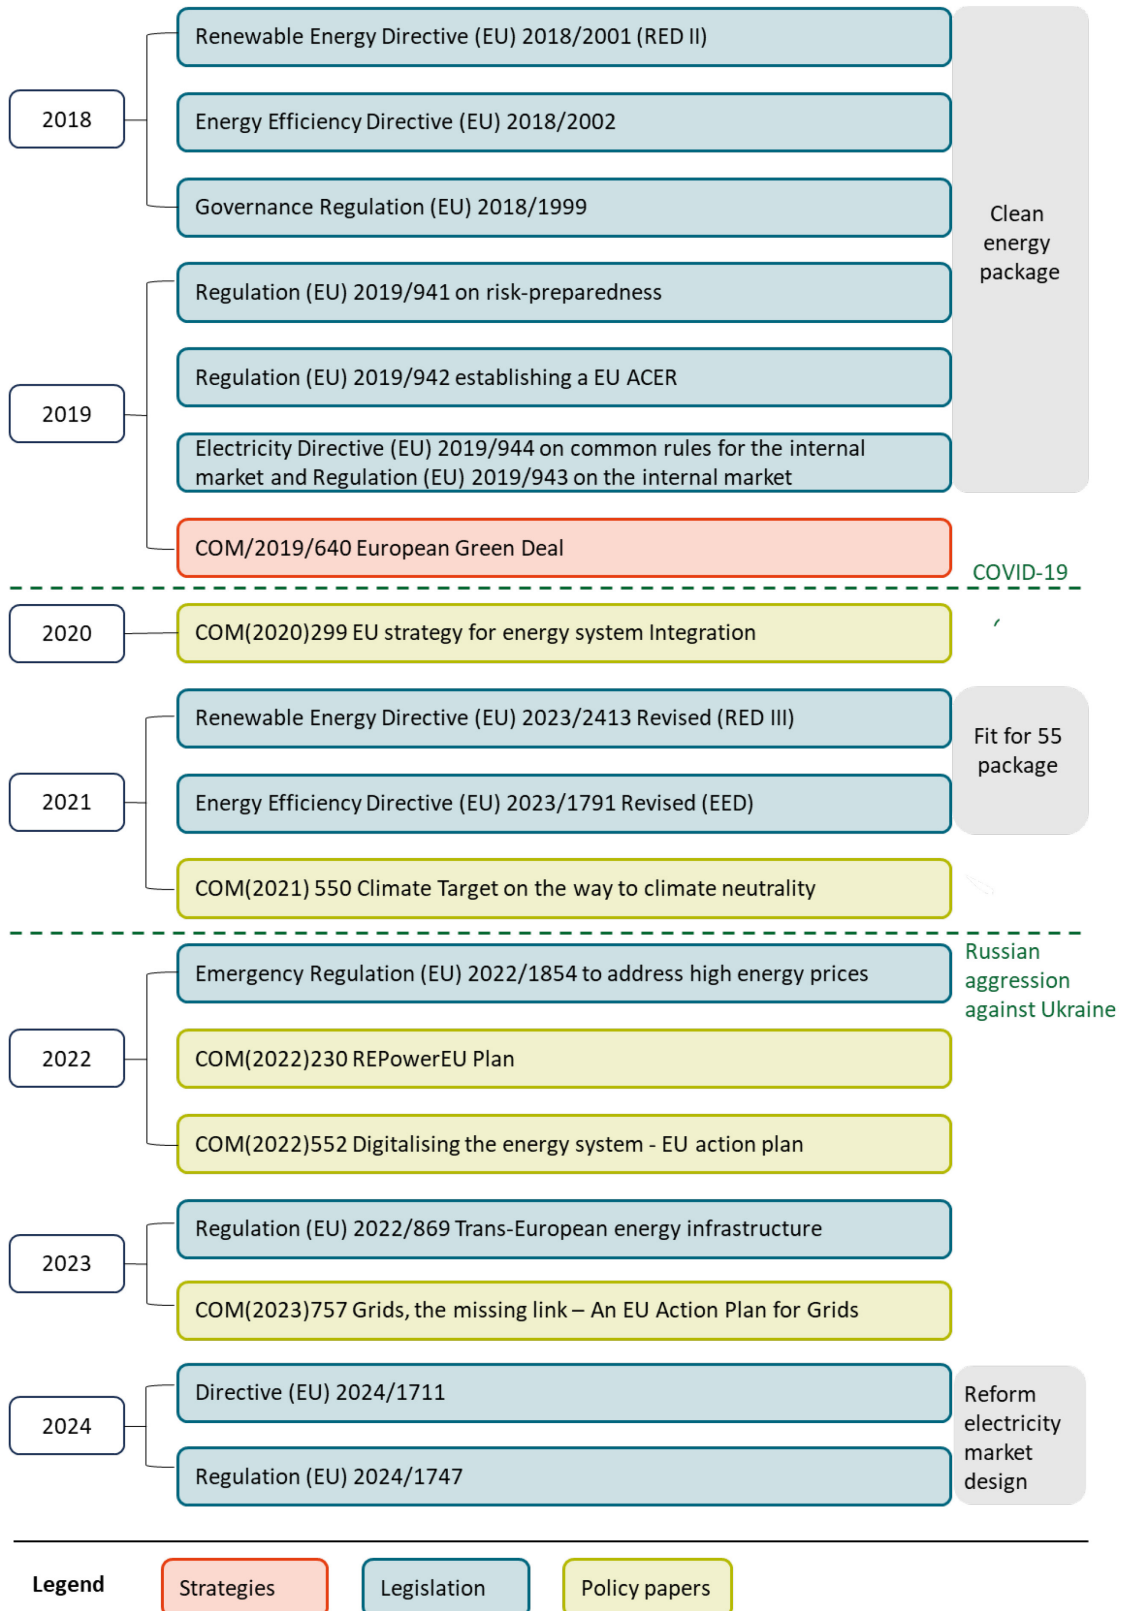 Renewable Energy Directive (EU) 2018/2001 (RED II)
2018
Energy Efficiency Directive (EU) 2018/2002
Governance Regulation (EU) 2018/1999
Clean
energy
package
Regulation (EU) 2019/941 on risk-preparedness
Regulation (EU) 2019/942 establishing a EU ACER
2019
Electricity Directive (EU) 2019/944 on common rules for the internal
market and Regulation (EU) 2019/943 on the internal market
COM/2019/640 European Green Deal
COVID-19
2020
COM(2020)299 EU strategy for energy system Integration
Renewable Energy Directive (EU) 2023/2413 Revised (RED III)
Fit for 55
package
2021
Energy Efficiency Directive (EU) 2023/1791 Revised (EED)
COM(2021) 550 Climate Target on the way to climate neutrality
Russian
aggression
against Ukraine
Emergency Regulation (EU) 2022/1854 to address high energy prices
2022
COM(2022)230 REPowerEU Plan
COM(2022)552 Digitalising the energy system - EU action plan
Regulation (EU) 2022/869 Trans-European energy infrastructure
2023
COM(2023)757 Grids, the missing link – An EU Action Plan for Grids
Directive (EU) 2024/1711
2024
Reform
electricity
market
design
Regulation (EU) 2024/1747
Legend
Strategies
Legislation
Policy papers